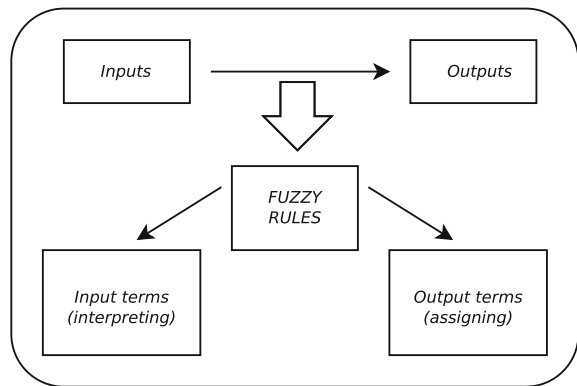 Inputs
Outputs
FUZZY
RULES
Input terms
(interpreting)
Output terms
(assigning)